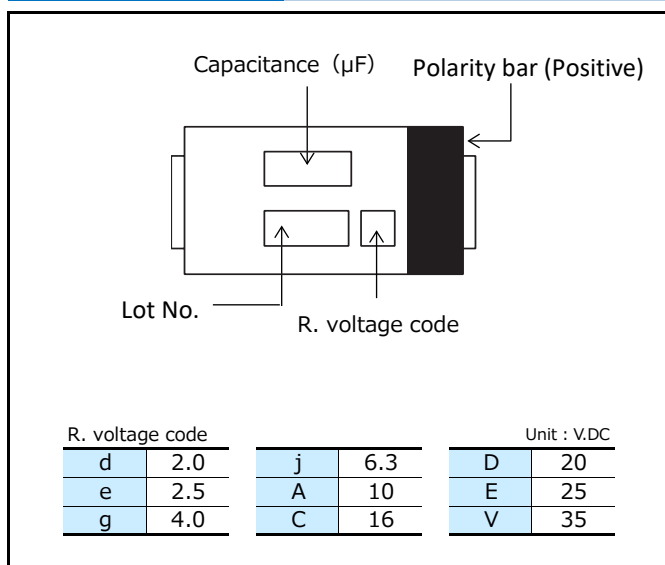 Capacitance (μF)
Polarity bar (Positive)
Lot No.
R. voltage code
R. voltage code
Unit : V.DC
d 2.0 j 6.3 D 20
e 2.5 A 10 E 25
g 4.0 C 16 V 35